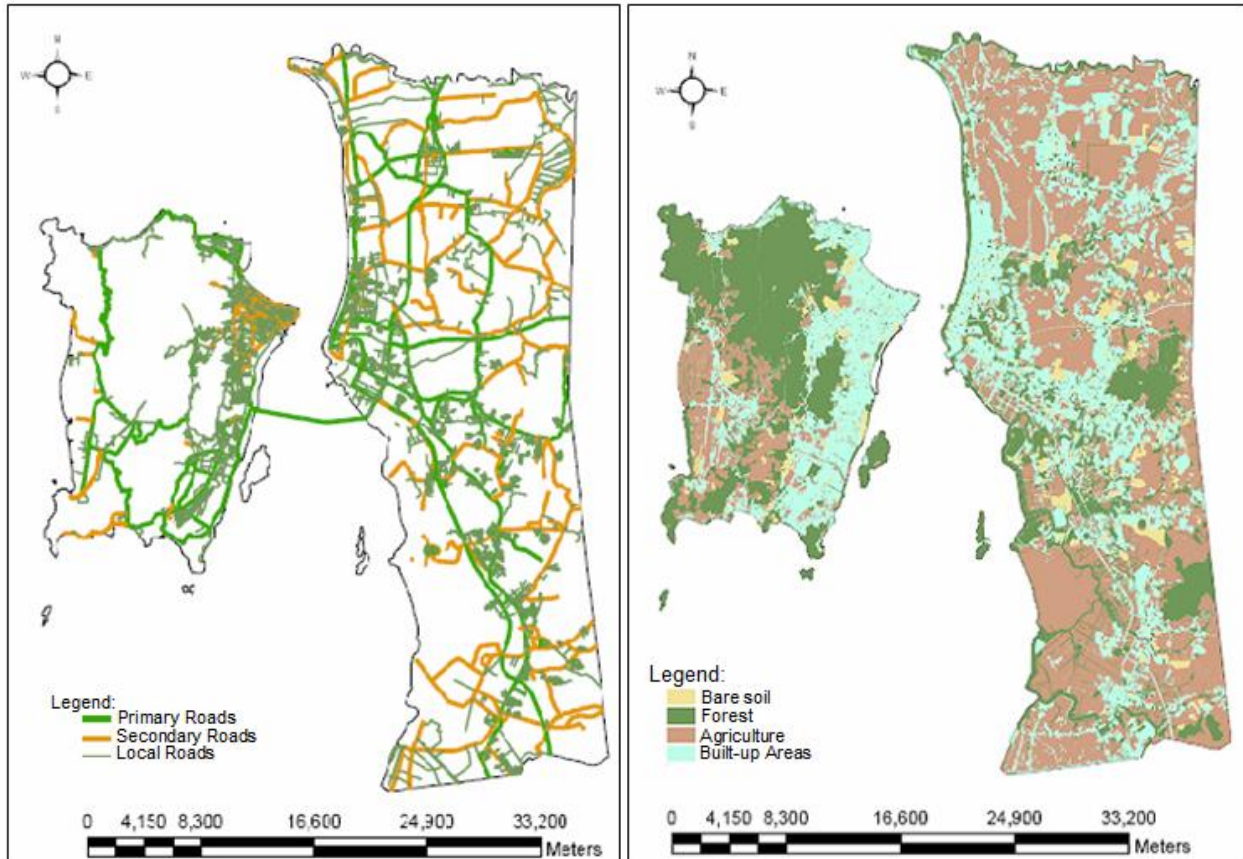 N
W E
S
Legend:
Primary Roads
Secondary Roads
Local Roads
0 4,150 8,300 16,600 24,900 33,200
Meters
N
W E
S
Legend:
Bare soil
Forest
Agriculture
Built-up Areas
0 4,150 8,300 16,600 24,900 33,200
Meters